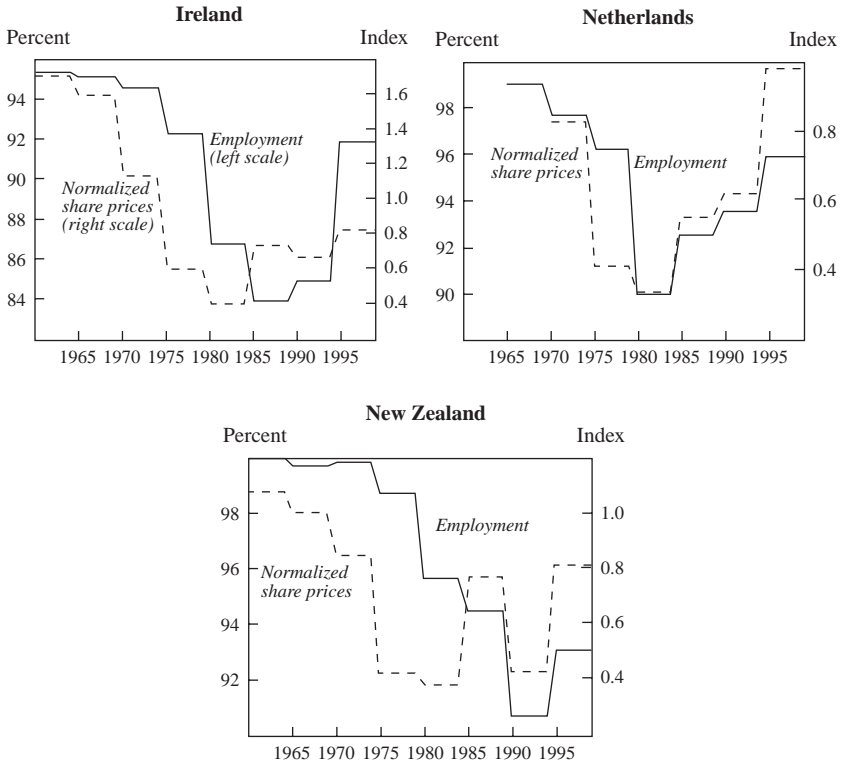 Ireland
Percent
Index
94
92
90
88
86
84
1.6
1.4
1.2
1.0
0.8
0.6
0.4
Employment
(left scale)
Normalized
share prices
(right scale)
1965 1970 1975 1980 1985 1990 1995
Netherlands
Percent
Index
98
96
94
92
90
0.8
0.6
0.4
Normalized
share prices
Employment
1965 1970 1975 1980 1985 1990 1995
New Zealand
Percent
Index
98
96
94
92
1.0
0.8
0.6
0.4
Employment
Normalized
share prices
1965 1970 1975 1980 1985 1990 1995